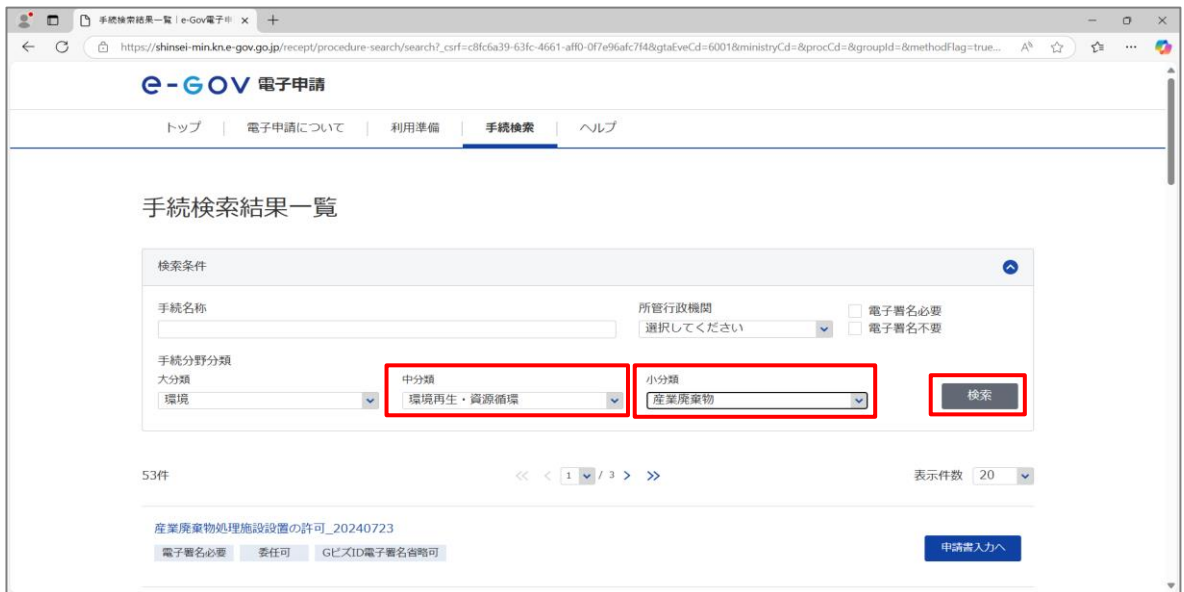 手続検索結果一覧 | e-Gov電子申
https://shinsei-min.kn.e-gov.go.jp/recept/procedure-search/search?_csrf=c8fc6a39-63fc-4661-aff0-0f7e96afc7f4&gtaEveCd=6001&ministryCd=&procCd=&groupId=&methodFlag=true...
e-GOV 電子申請
トップ | 電子申請について | 利用準備 | 手続検索 | ヘルプ
手続検索結果一覧
検索条件
手続名称
所管行政機関
選択してください
電子署名必要
電子署名不要
手続分野分類
大分類
環境
中分類
環境再生・資源循環
小分類
産業廃棄物
検索
53件
1 / 3
表示件数 20
産業廃棄物処理施設設置の許可_20240723
電子署名必要 委任可 GビズID電子署名省略可
申請書入力へ